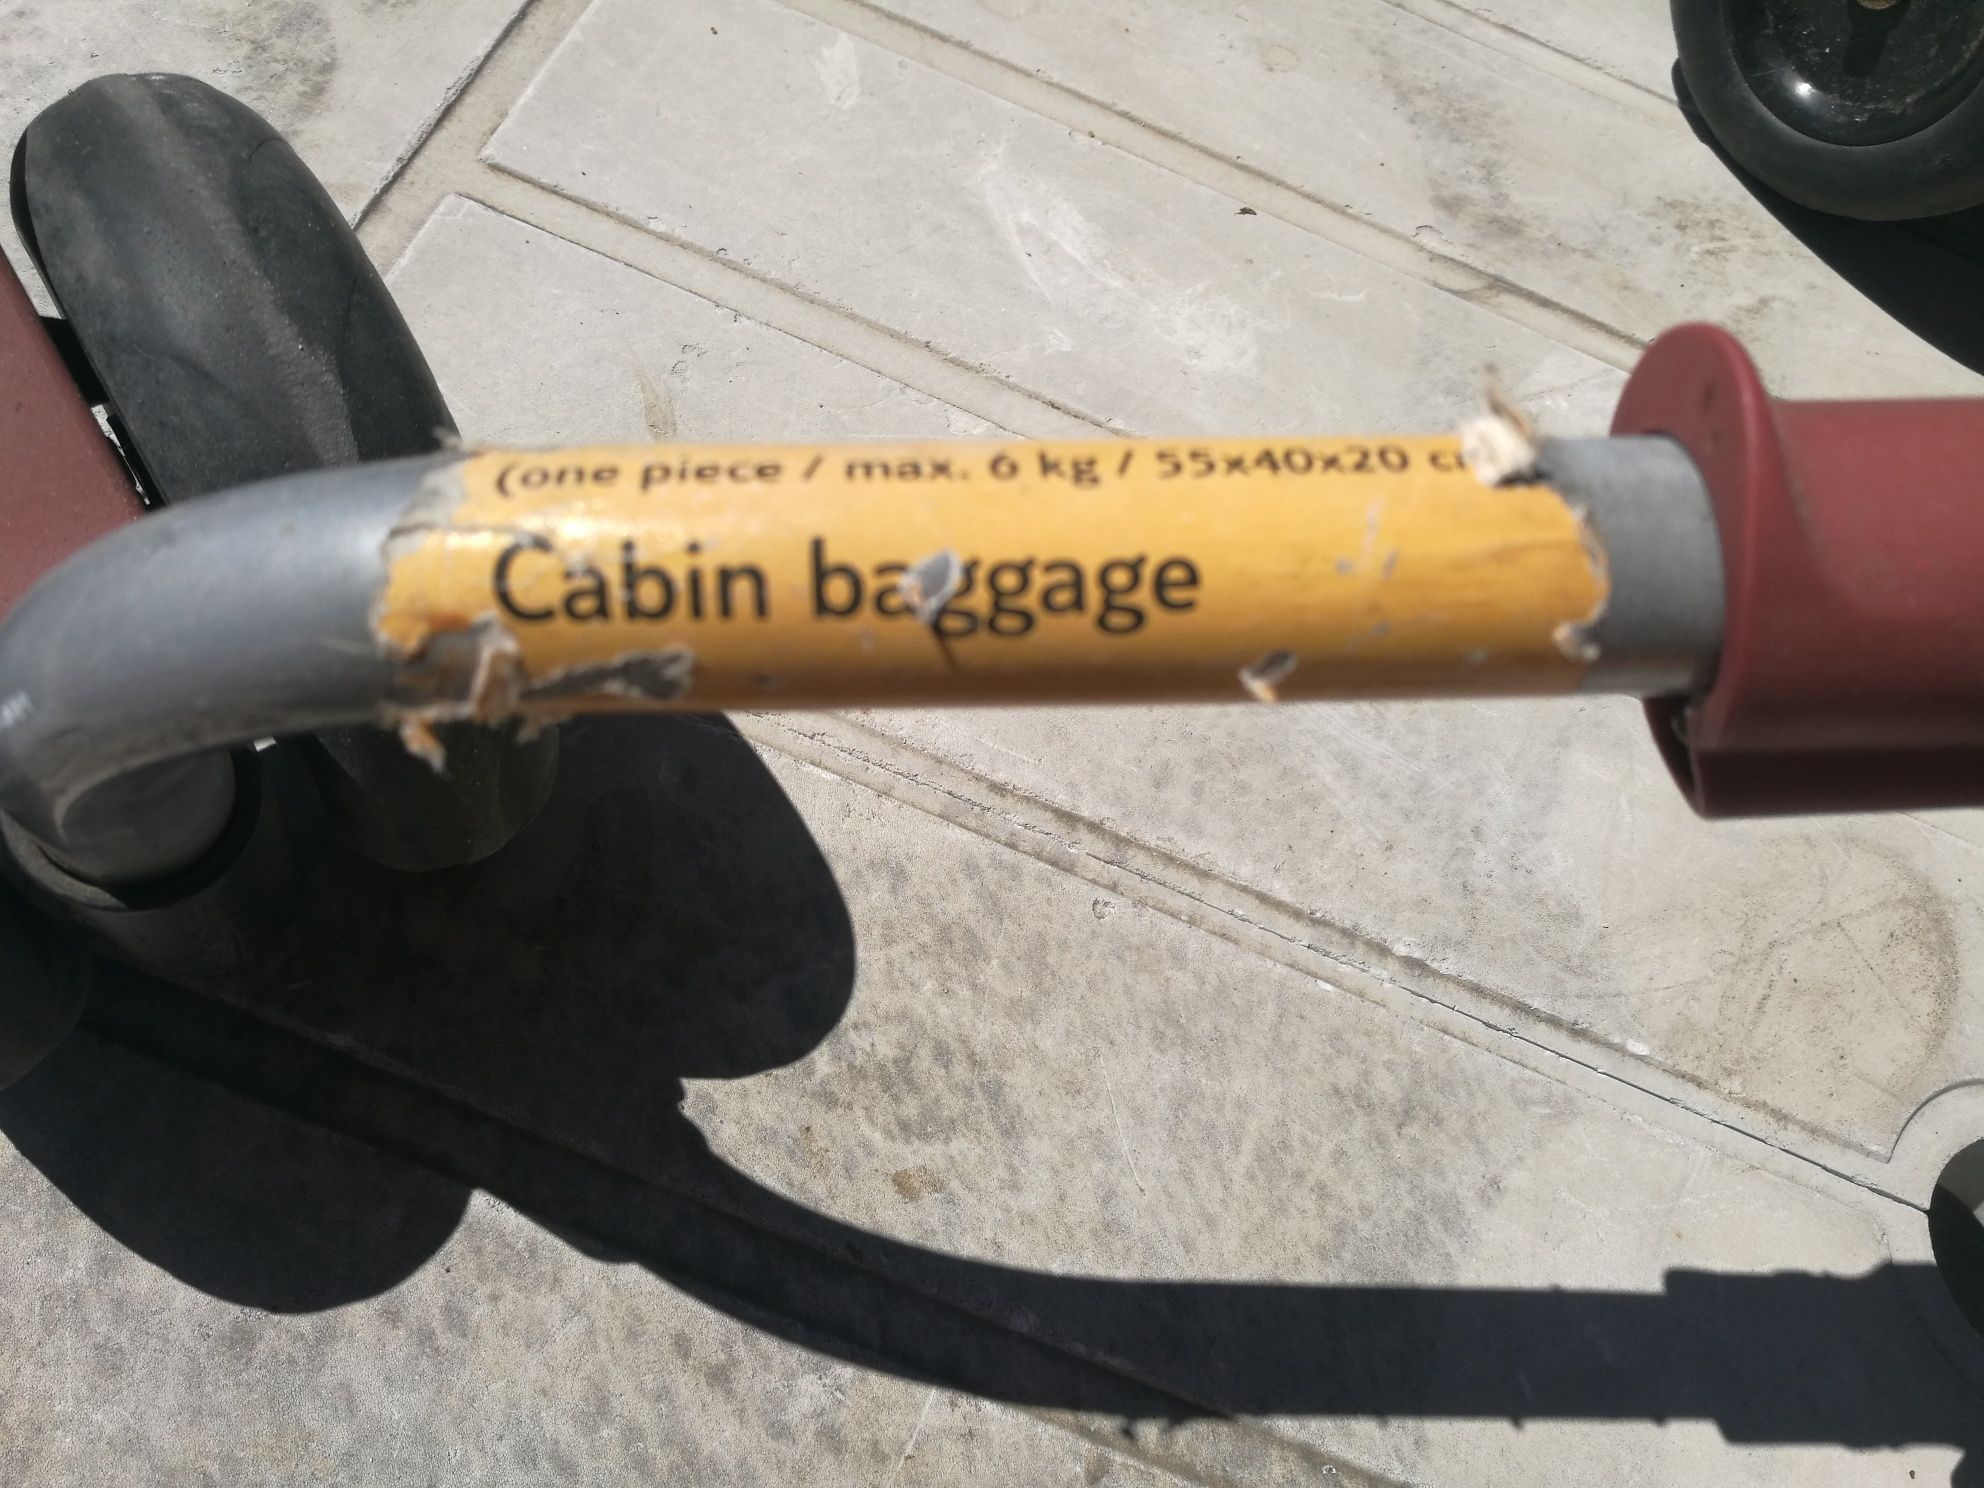 (one piece / max. 6 kg / 55x40x20
Cabin baggage